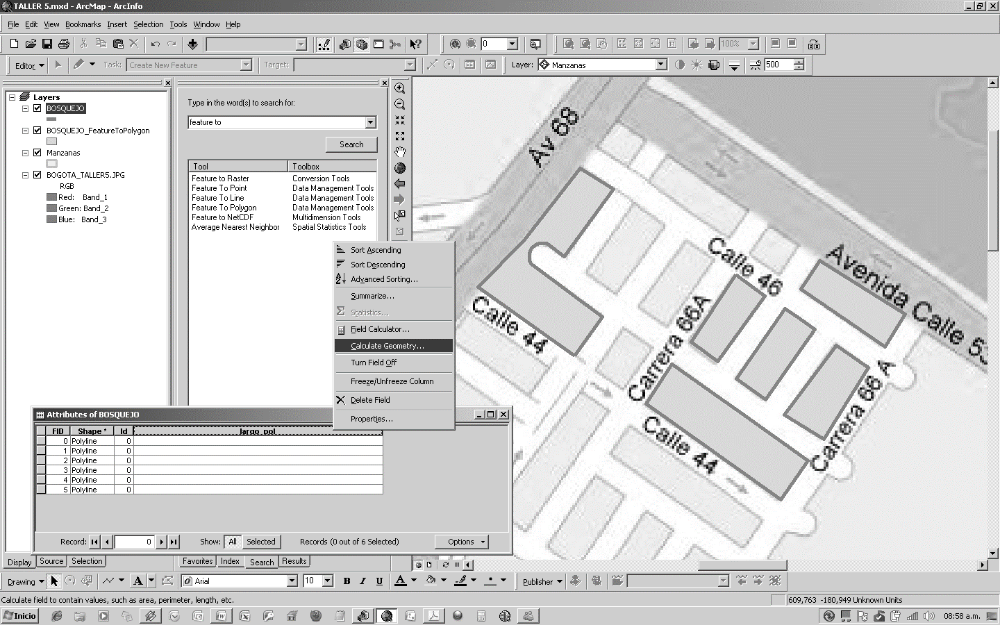 TALLER 5.mxd - ArcMap - ArcInfo
File Edit View Bookmarks Insert Selection Tools Window Help
0 100%
Editor Task: Create New Feature Target: Layer: Manzanas 500
Layers
BOSQUEJO
BOSQUEJO_FeatureToPolygon
Manzanas
BOGOTA_TALLER5.JPG
RGB
Red: Band_1
Green: Band_2
Blue: Band_3
Type in the word(s) to search for:
feature to
Search
Tool Toolbox
Feature to Raster Conversion Tools
Feature To Point Data Management Tools
Feature To Line Data Management Tools
Feature To Polygon Data Management Tools
Feature to NetCDF Multidimension Tools
Average Nearest Neighbor Spatial Statistics Tools
Sort Ascending
Sort Descending
Advanced Sorting...
Summarize...
Statistics...
Field Calculator...
Calculate Geometry...
Turn Field Off
Freeze/Unfreeze Column
Delete Field
Properties...
Av 68
Calle 46
Avenida Calle 53
Calle 44
Carrera 66A
Carrera 66 A
Calle 44
Attributes of BOSQUEJO
FID Shape * Id largo_pol
0 Polyline 0
1 Polyline 0
2 Polyline 0
3 Polyline 0
4 Polyline 0
5 Polyline 0
Record: 0 Show: All Selected Records (0 out of 6 Selected) Options
Display Source Selection Favorites Index Search Results
Drawing A Arial 10 B I U A Publisher
Calculate field to contain values, such as area, perimeter, length, etc. 609,763 -180,949 Unknown Units
Inicio 08:58 a.m.